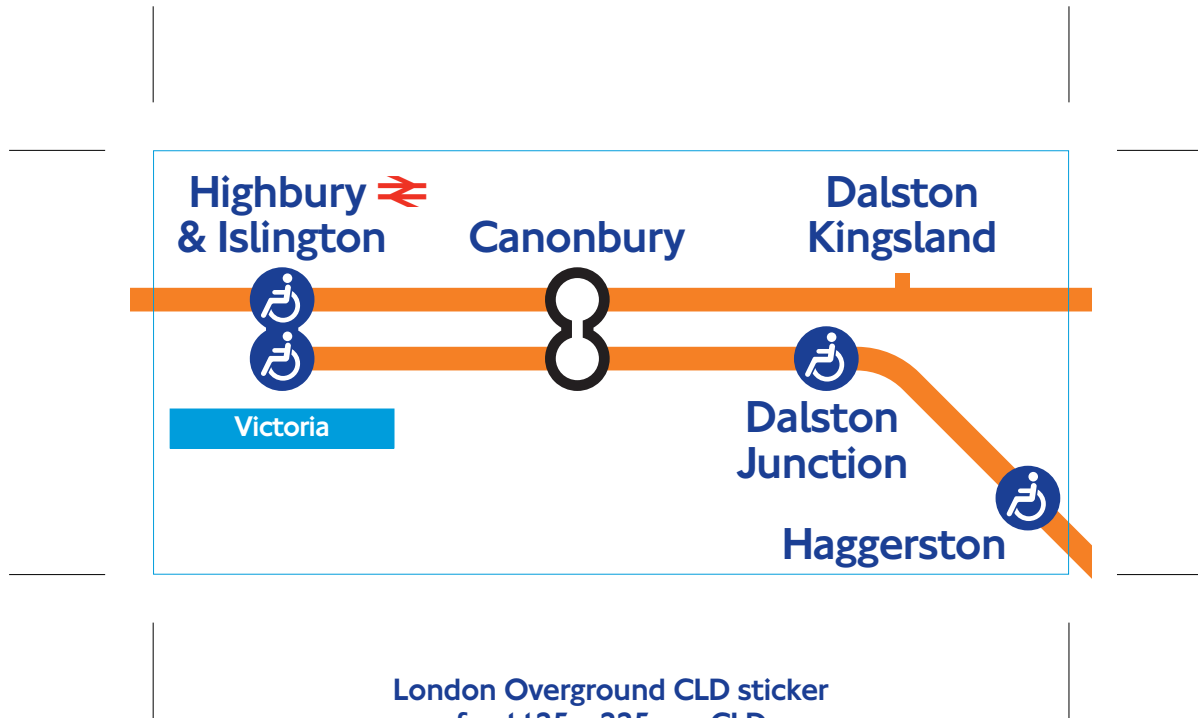 Highbury
& Islington
Canonbury
Dalston
Kingsland
Victoria
Dalston
Junction
Haggerston
London Overground CLD sticker